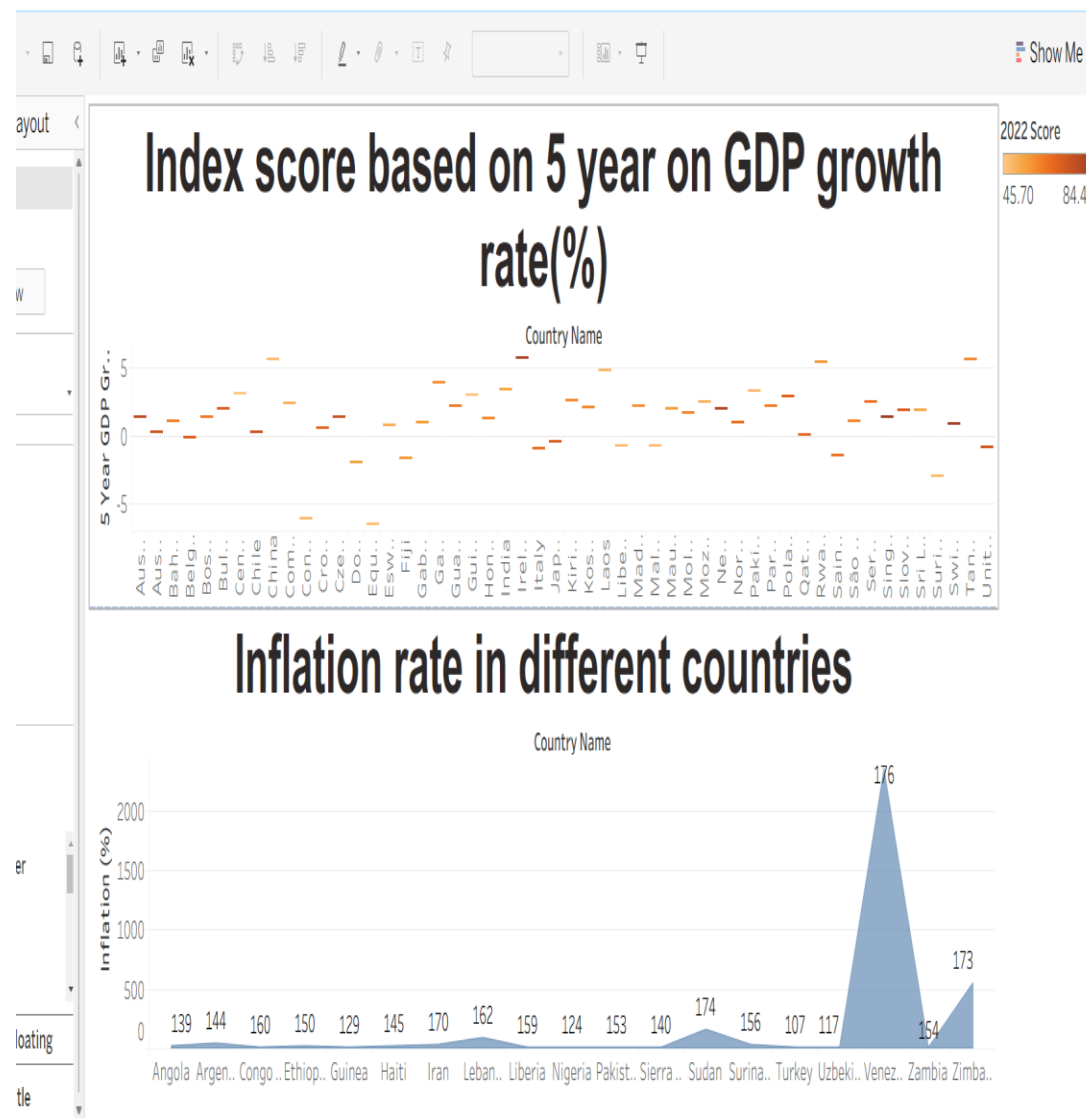 Show Me
ayout
w
er
loating
tle
Index score based on 5 year on GDP growth
rate(%)
Country Name
5 Year GDP Gr..
5
0
-5
Aus.. Aus.. Bah.. Belg.. Bos.. Bul.. Cen.. Chile China Com.. Con.. Cro.. Cze.. Do.. Equ.. Esw.. Fiji Gab.. Ga.. Gua.. Gui.. Hon.. India Irel.. Italy Jap.. Kiri.. Kos.. Laos Libe.. Mad.. Mal.. Mau.. Mol.. Moz.. Ne.. Nor.. Paki.. Par.. Pola.. Qat.. Rwa.. Sain.. São .. Ser.. Sing.. Slov.. Sri L.. Suri.. Swi.. Tan.. Unit..
2022 Score
45.70 84.4
Inflation rate in different countries
Country Name
Inflation (%)
2000
1500
1000
500
0
139 144 160 150 129 145 170 162 159 124 153 140 174 156 107 117 176 154 173
Angola Argen.. Congo .. Ethiop.. Guinea Haiti Iran Leban.. Liberia Nigeria Pakist.. Sierra .. Sudan Surina.. Turkey Uzbeki.. Venez.. Zambia Zimba..